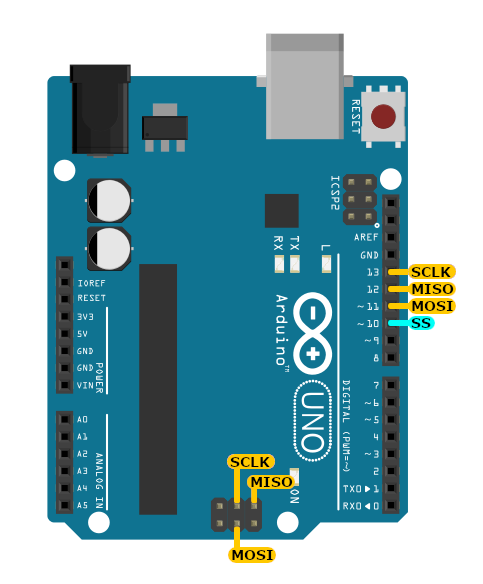 RESET
ICSP2
AREF
GND
13 SCLK
12 MISO
~11 MOSI
~10 SS
~9
8
RX
TX
L
IOREF
RESET
3V3
5V
GND
GND
VIN
POWER
Arduino™
UNO
DIGITAL (PWM=~)
7
~6
~5
4
~3
2
TX0▶1
RX0◀0
A0
A1
A2
A3
A4
A5
ANALOG IN
SCLK
MISO
ON
MOSI